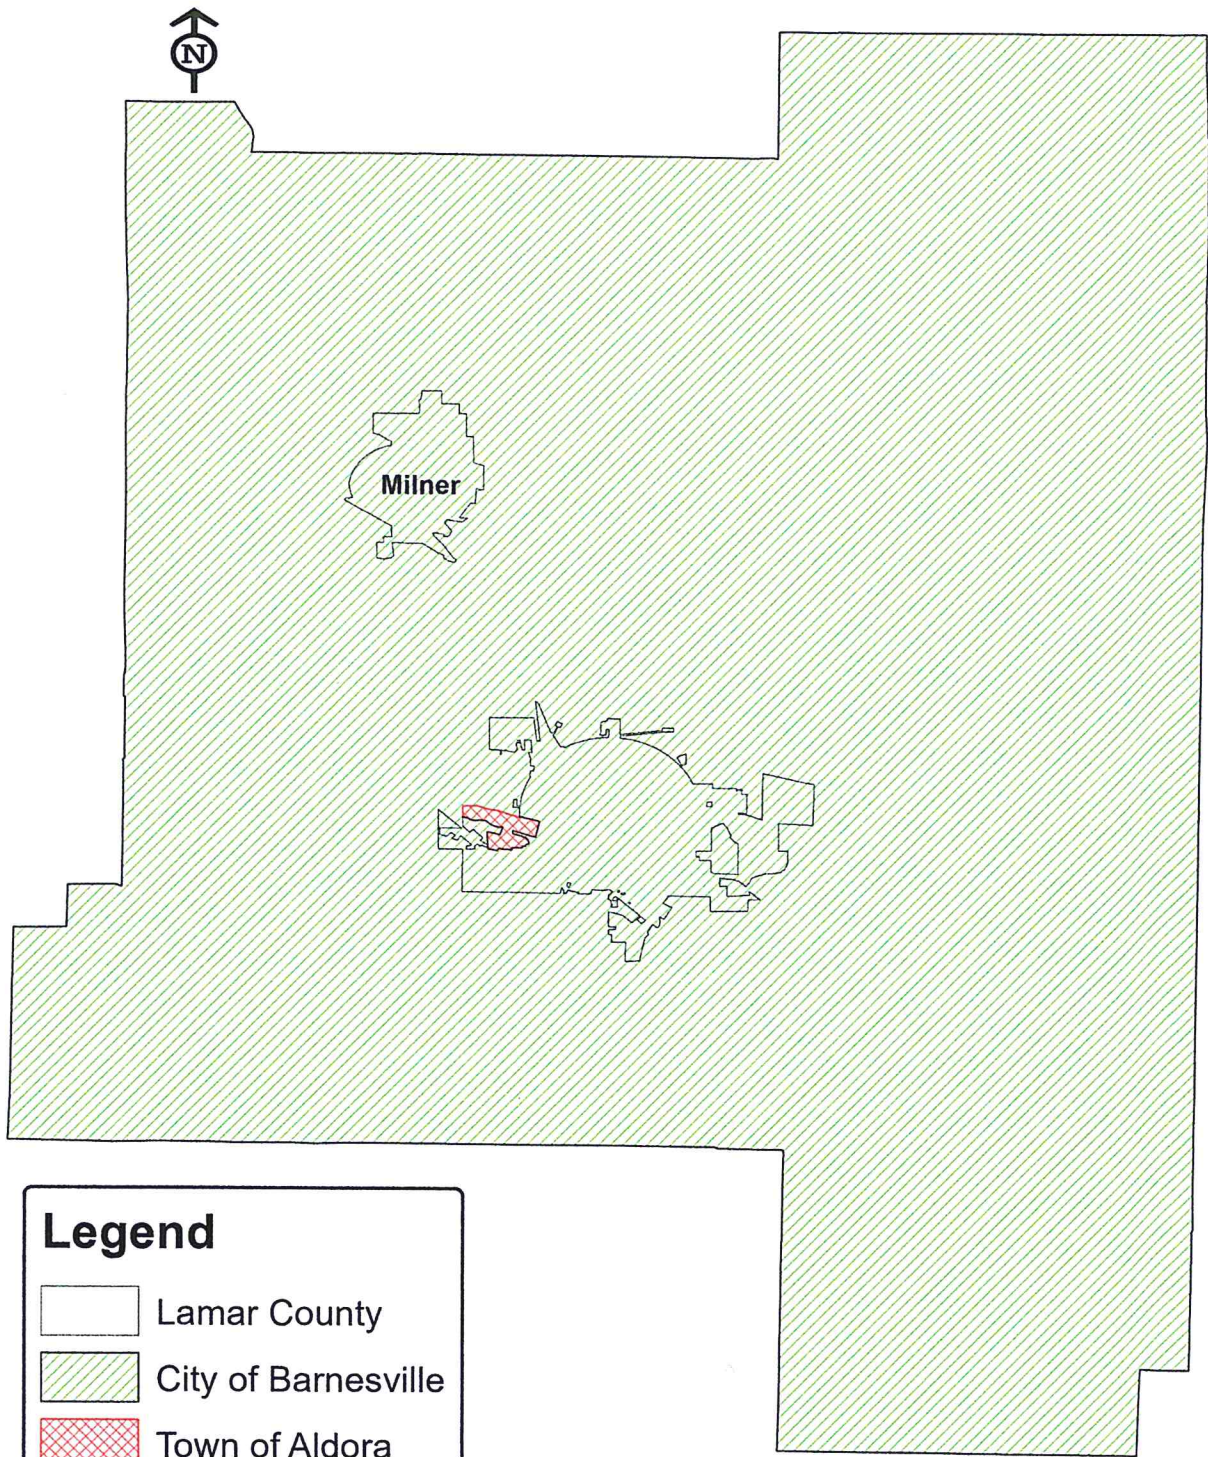 N
Milner
Legend
Lamar County
City of Barnesville
Town of Aldora